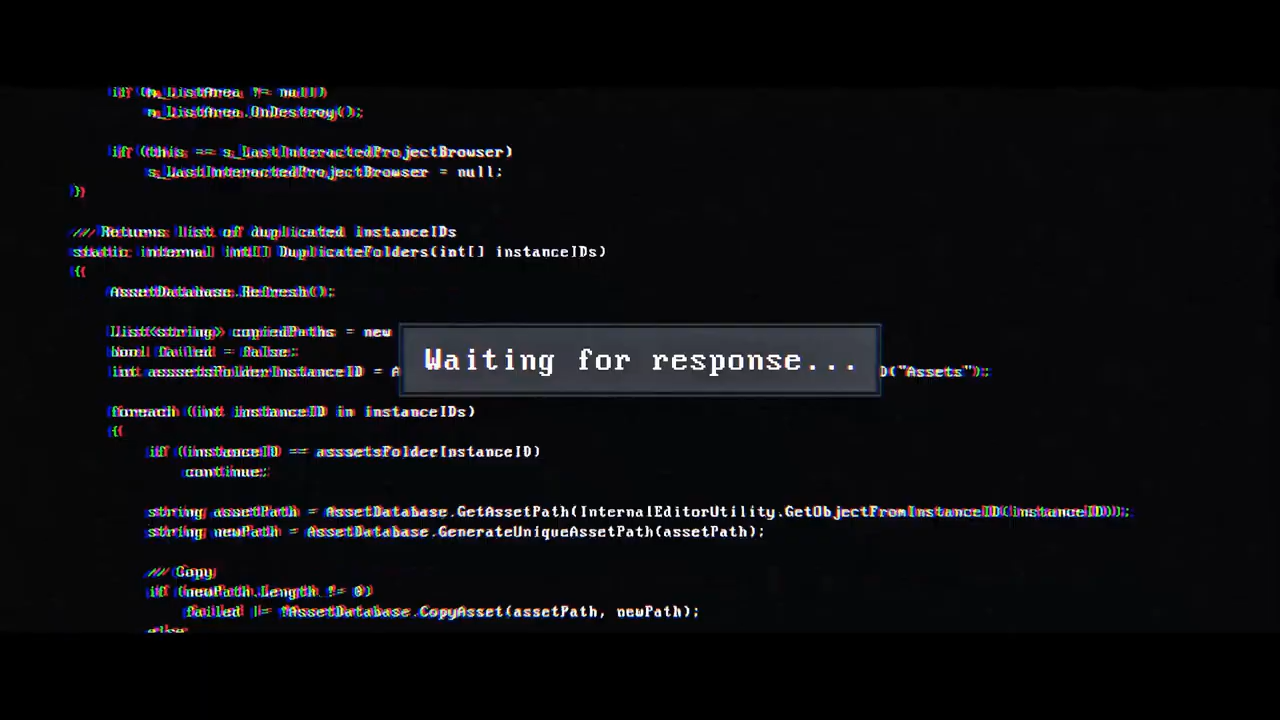 if (m_ListArea != null)
m_ListArea.OnDestroy();
if (this == s_LastInteractedProjectBrowser)
s_LastInteractedProjectBrowser = null;
}
// Returns list of duplicated instanceIDs
static internal int[] DuplicateFolders(int[] instanceIDs)
{
AssetDatabase.Refresh();
List<string> copiedPaths = new
bool failed = false;
int asssetsFolderInstanceID = A D("Assets");
Waiting for response...
foreach (int instanceID in instanceIDs)
{
if (instanceID == asssetsFolderInstanceID)
continue;
string assetPath = AssetDatabase.GetAssetPath(InternalEditorUtility.GetObjectFromInstanceID(instanceID));
string newPath = AssetDatabase.GenerateUniqueAssetPath(assetPath);
// Copy
if (newPath.Length != 0)
failed |= !AssetDatabase.CopyAsset(assetPath, newPath);
else